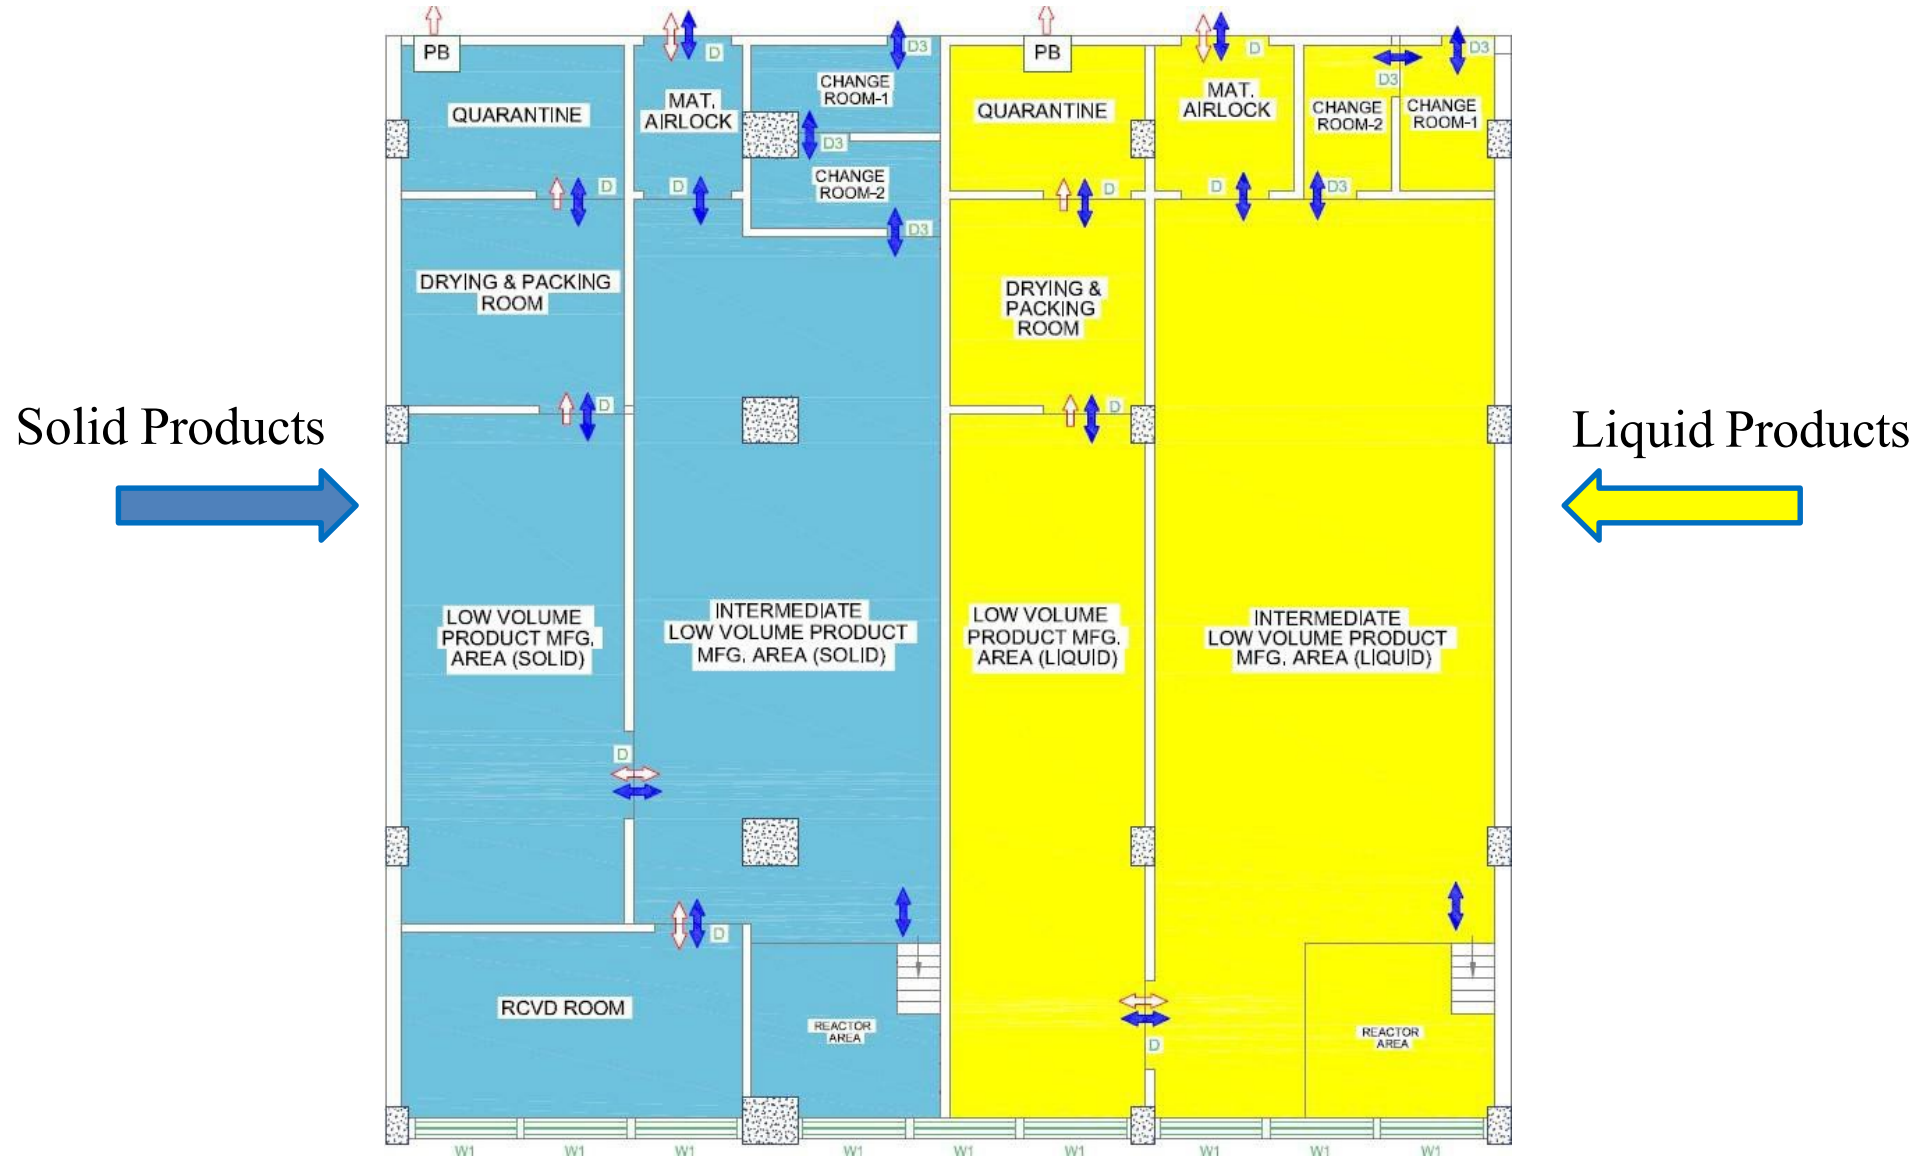 PB
D
D3
PB
D
D3
D3
CHANGE
ROOM-1
MAT.
AIRLOCK
QUARANTINE
QUARANTINE
MAT.
AIRLOCK
CHANGE
ROOM-2
CHANGE
ROOM-1
D3
CHANGE
ROOM-2
D
D
D
D
D3
D3
DRYING & PACKING
ROOM
DRYING &
PACKING
ROOM
D
D
Solid Products
Liquid Products
LOW VOLUME
PRODUCT MFG.
AREA (SOLID)
INTERMEDIATE
LOW VOLUME PRODUCT
MFG. AREA (SOLID)
LOW VOLUME
PRODUCT MFG.
AREA (LIQUID)
INTERMEDIATE
LOW VOLUME PRODUCT
MFG. AREA (LIQUID)
D
D
RCVD ROOM
REACTOR
AREA
D
REACTOR
AREA
W1
W1
W1
W1
W1
W1
W1
W1
W1